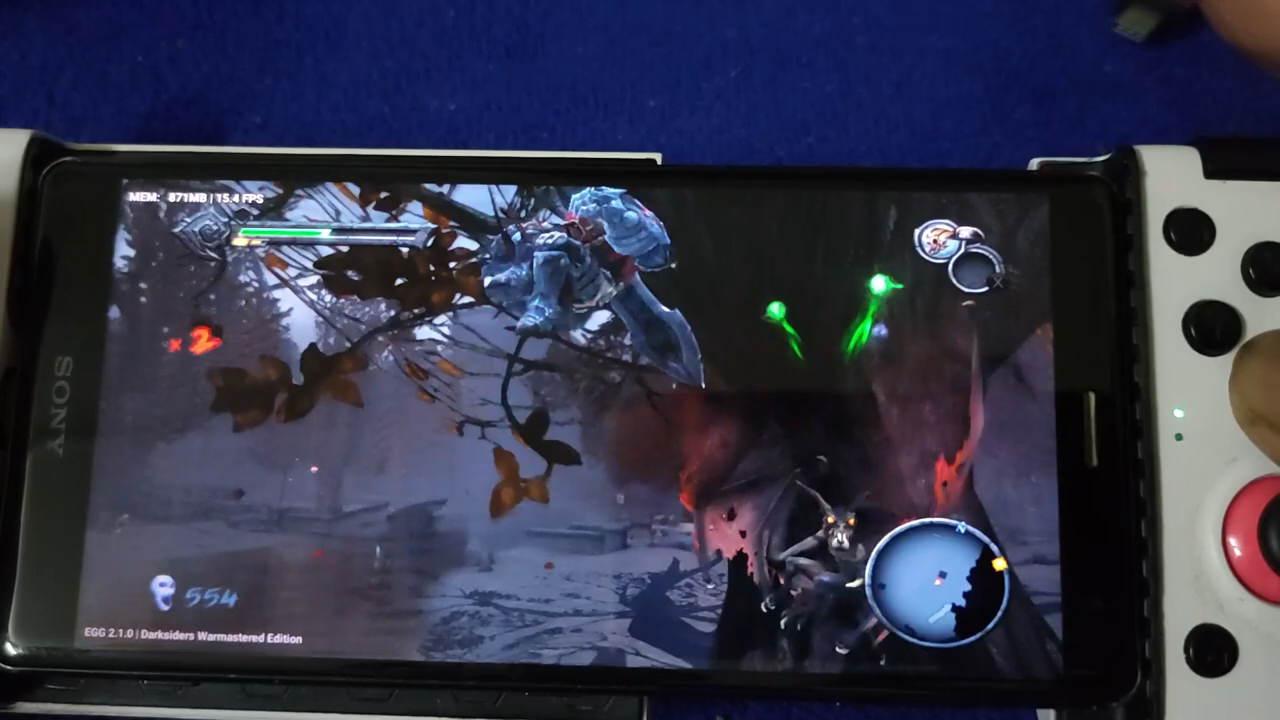 MEM: 871MB | 15.4 FPS
x 2
SONY
N
554
EGG 2.1.0 | Darksiders Warmastered Edition